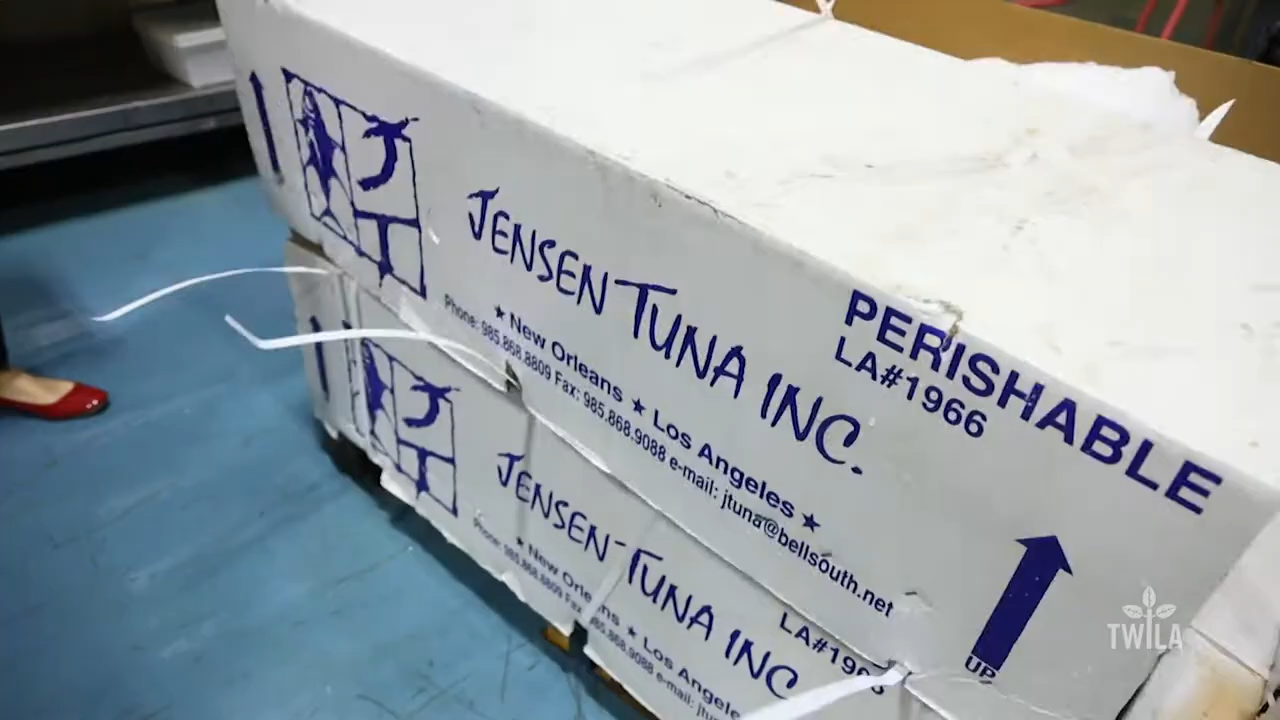 J
T
JENSEN TUNA INC.
★ New Orleans ★ Los Angeles ★
Phone: 985.868.8809 Fax: 985.868.9088 e-mail: jtuna@bellsouth.net
PERISHABLE
LA#1966
UP
J
T
JENSEN TUNA INC
★ New Orleans ★ Los Angele
Phone: 985.868.8809 Fax 985.868.9088 e-mail:
LA#1966
TWILA